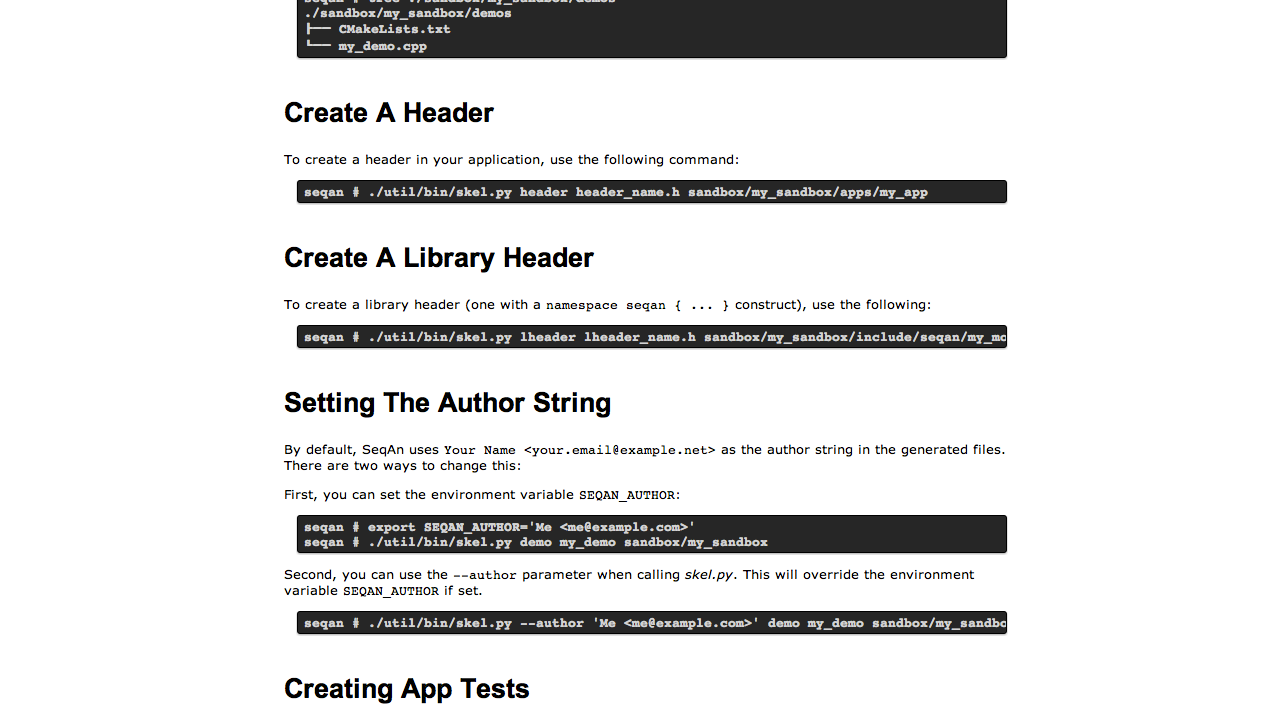 ./sandbox/my_sandbox/demos
├── CMakeLists.txt
└── my_demo.cpp
Create A Header
To create a header in your application, use the following command:
seqan # ./util/bin/skel.py header header_name.h sandbox/my_sandbox/apps/my_app
Create A Library Header
To create a library header (one with a namespace seqan { ... } construct), use the following:
seqan # ./util/bin/skel.py lheader lheader_name.h sandbox/my_sandbox/include/seqan/my_mo
Setting The Author String
By default, SeqAn uses Your Name <your.email@example.net> as the author string in the generated files.
There are two ways to change this:
First, you can set the environment variable SEQAN_AUTHOR:
seqan # export SEQAN_AUTHOR='Me <me@example.com>'
seqan # ./util/bin/skel.py demo my_demo sandbox/my_sandbox
Second, you can use the --author parameter when calling skel.py. This will override the environment
variable SEQAN_AUTHOR if set.
seqan # ./util/bin/skel.py --author 'Me <me@example.com>' demo my_demo sandbox/my_sandbo
Creating App Tests